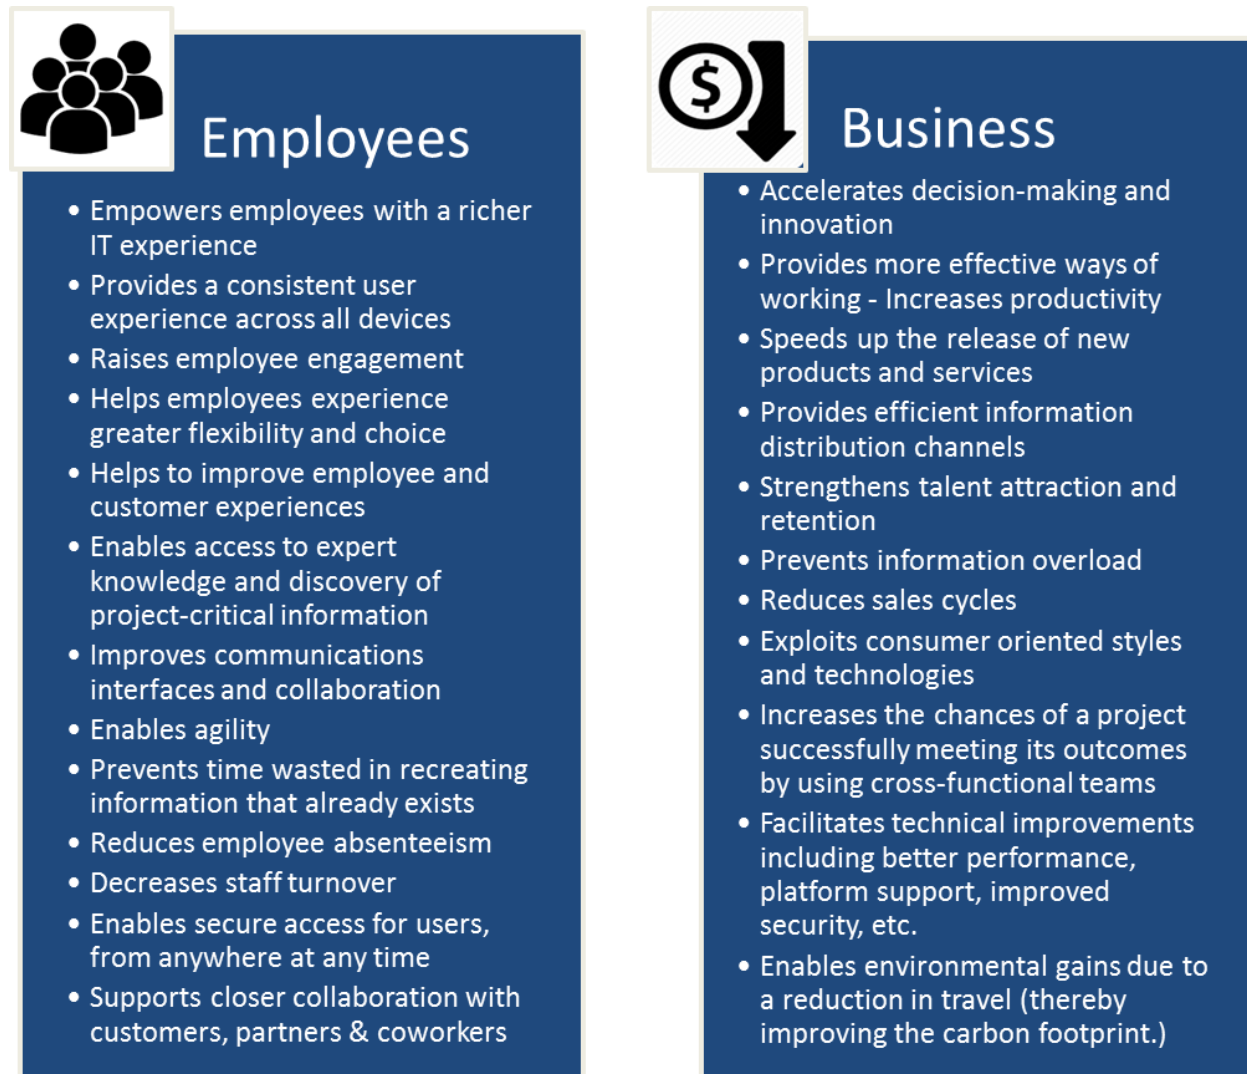 Employees
• Empowers employees with a richer
IT experience
• Provides a consistent user
experience across all devices
• Raises employee engagement
• Helps employees experience
greater flexibility and choice
• Helps to improve employee and
customer experiences
• Enables access to expert
knowledge and discovery of
project-critical information
• Improves communications
interfaces and collaboration
• Enables agility
• Prevents time wasted in recreating
information that already exists
• Reduces employee absenteeism
• Decreases staff turnover
• Enables secure access for users,
from anywhere at any time
• Supports closer collaboration with
customers, partners & coworkers
$
Business
• Accelerates decision-making and
innovation
• Provides more effective ways of
working - Increases productivity
• Speeds up the release of new
products and services
• Provides efficient information
distribution channels
• Strengthens talent attraction and
retention
• Prevents information overload
• Reduces sales cycles
• Exploits consumer oriented styles
and technologies
• Increases the chances of a project
successfully meeting its outcomes
by using cross-functional teams
• Facilitates technical improvements
including better performance,
platform support, improved
security, etc.
• Enables environmental gains due to
a reduction in travel (thereby
improving the carbon footprint.)